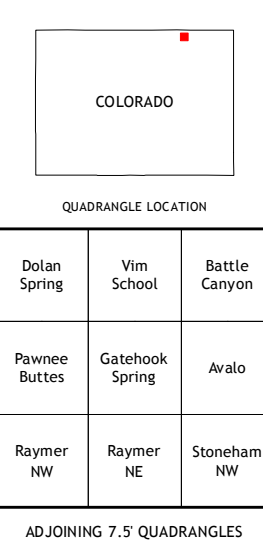 COLORADO
QUADRANGLE LOCATION
Dolan
Spring
Vim
School
Battle
Canyon
Pawnee
Buttes
Gatehook
Spring
Avalo
Raymer
NW
Raymer
NE
Stoneham
NW
ADJOINING 7.5' QUADRANGLES